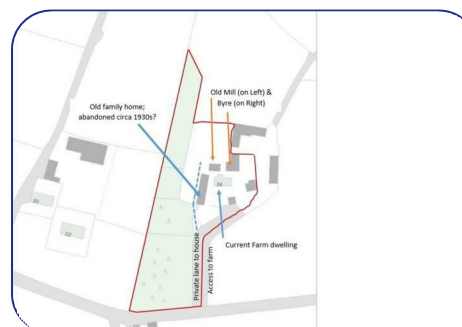 Old Mill (on Left) &
Byre (on Right)
Old family home;
abandoned circa 1930s?
36
Current Farm dwelling
Private lane to house
Access to farm